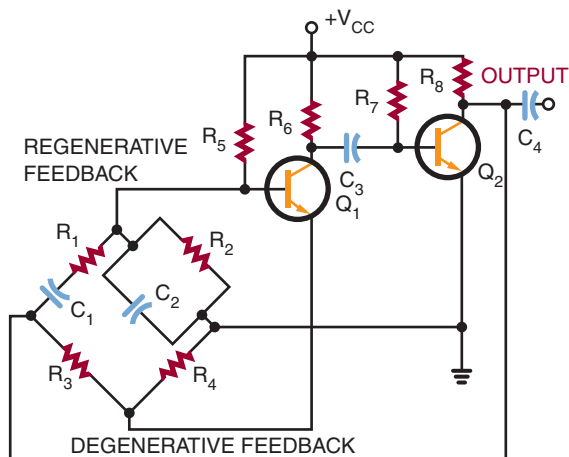 +VCC
R8
OUTPUT
R7
R6
R5
C4
REGENERATIVE
FEEDBACK
C3
Q2
Q1
R1
R2
C2
C1
R3
R4
DEGENERATIVE FEEDBACK